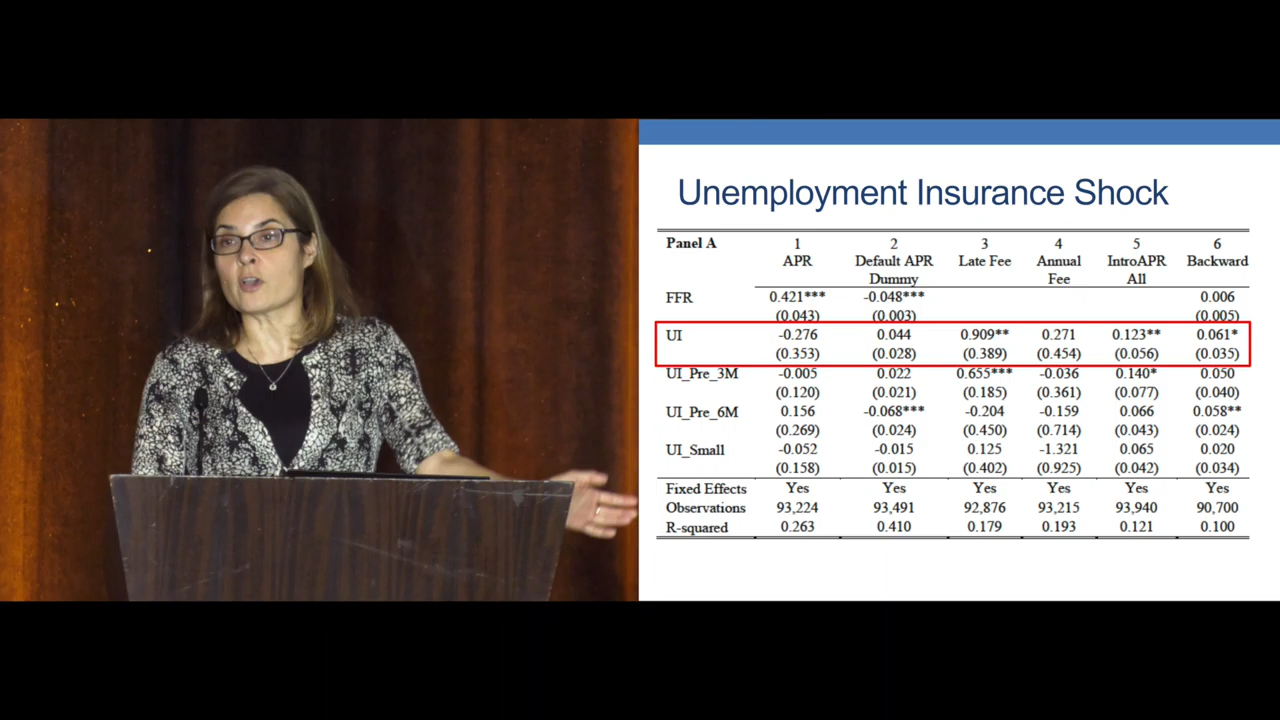 Unemployment Insurance Shock
Panel A 1 2 3 4 5 6
APR Default APR Late Fee Annual IntroAPR Backward
Dummy Fee All
FFR 0.421*** -0.048*** 0.006
(0.043) (0.003) (0.005)
UI -0.276 0.044 0.909** 0.271 0.123** 0.061*
(0.353) (0.028) (0.389) (0.454) (0.056) (0.035)
UI_Pre_3M -0.005 0.022 0.655*** -0.036 0.140* 0.050
(0.120) (0.021) (0.185) (0.361) (0.077) (0.040)
UI_Pre_6M 0.156 -0.068*** -0.204 -0.159 0.066 0.058**
(0.269) (0.024) (0.450) (0.714) (0.043) (0.024)
UI_Small -0.052 -0.015 0.125 -1.321 0.065 0.020
(0.158) (0.015) (0.402) (0.925) (0.042) (0.034)
Fixed Effects Yes Yes Yes Yes Yes Yes
Observations 93,224 93,491 92,876 93,215 93,940 90,700
R-squared 0.263 0.410 0.179 0.193 0.121 0.100